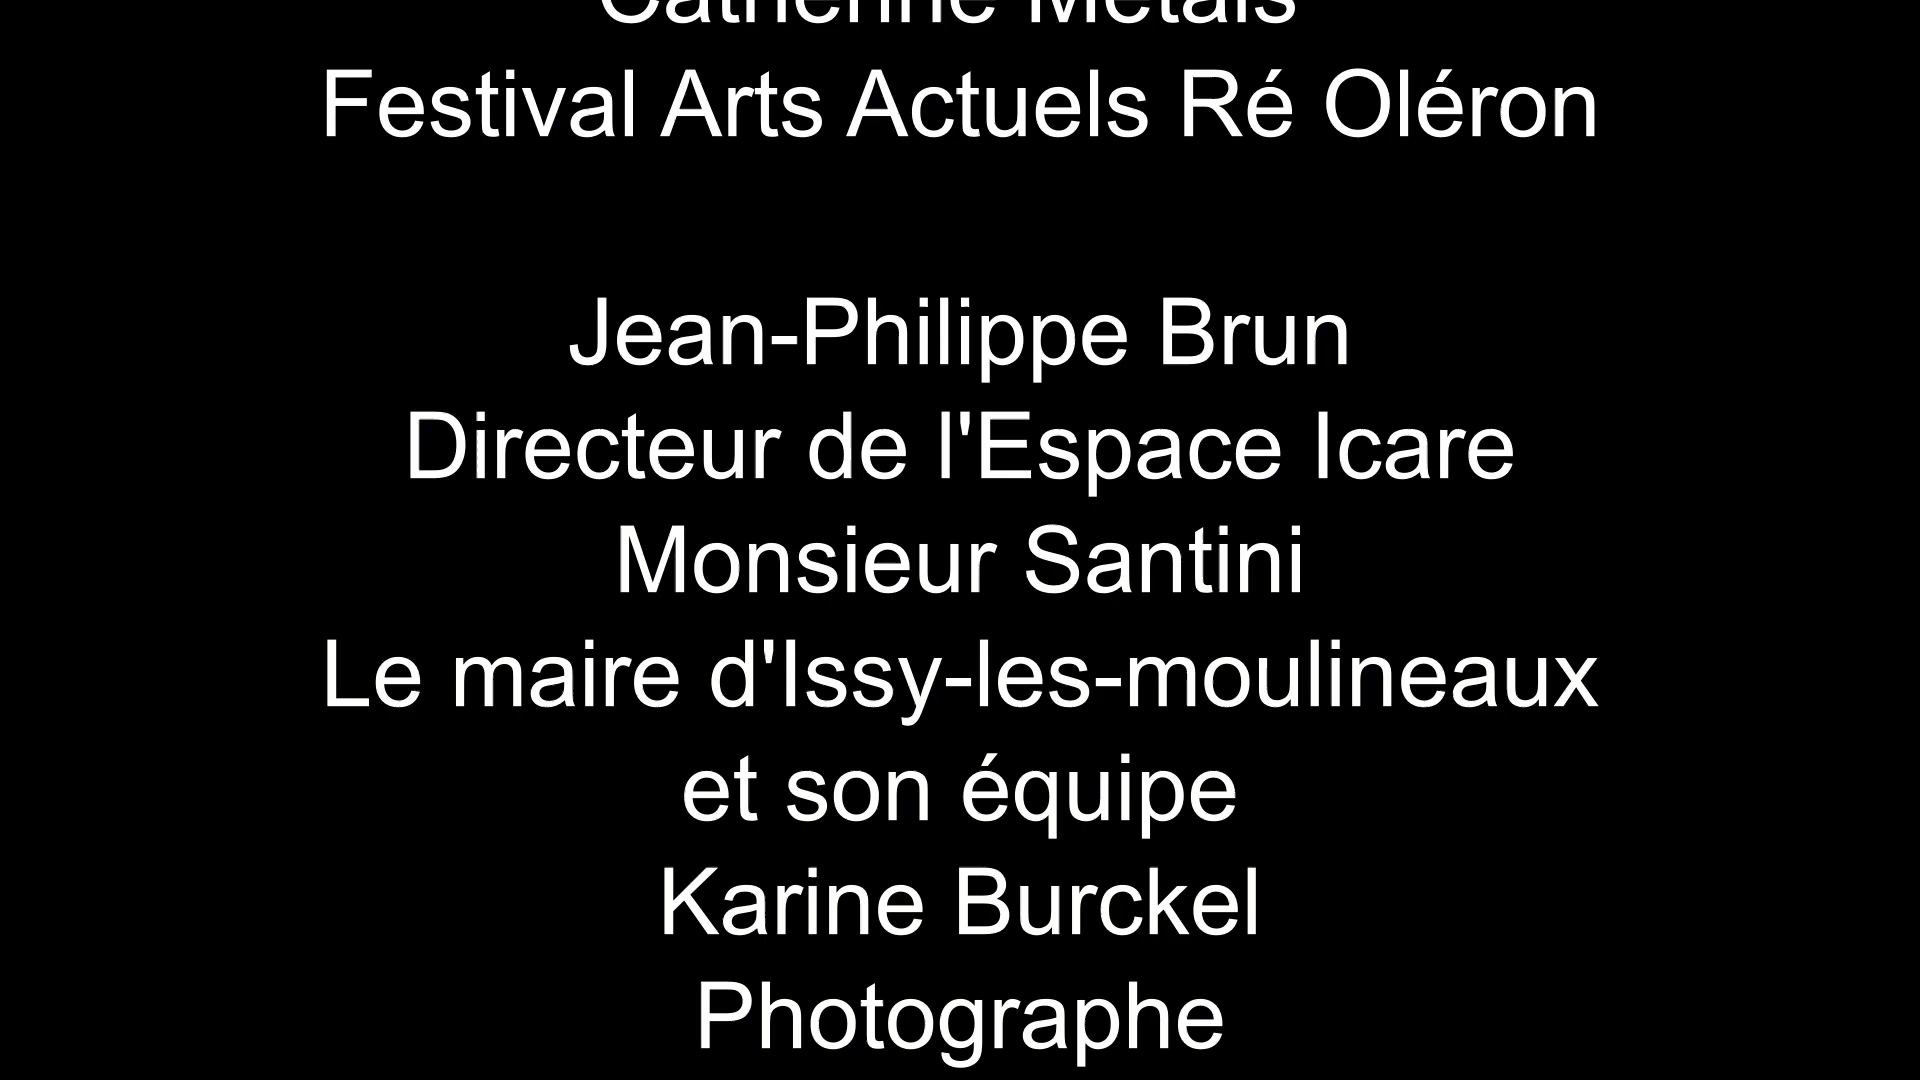 Catherine Métais
Festival Arts Actuels Ré Oléron
Jean-Philippe Brun
Directeur de l'Espace Icare
Monsieur Santini
Le maire d'Issy-les-moulineaux
et son équipe
Karine Burckel
Photographe